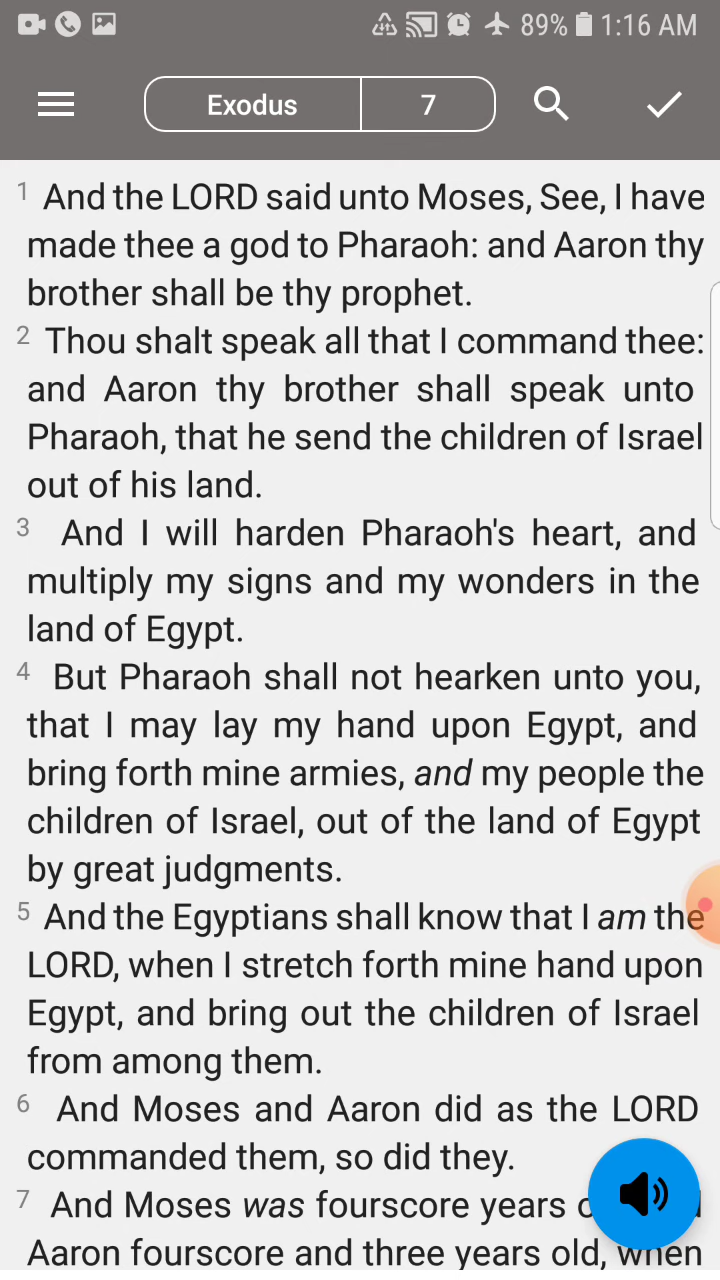 89% 1:16 AM
Exodus 7
1 And the LORD said unto Moses, See, I have
made thee a god to Pharaoh: and Aaron thy
brother shall be thy prophet.
2 Thou shalt speak all that I command thee:
and Aaron thy brother shall speak unto
Pharaoh, that he send the children of Israel
out of his land.
3 And I will harden Pharaoh's heart, and
multiply my signs and my wonders in the
land of Egypt.
4 But Pharaoh shall not hearken unto you,
that I may lay my hand upon Egypt, and
bring forth mine armies, and my people the
children of Israel, out of the land of Egypt
by great judgments.
5 And the Egyptians shall know that I am the
LORD, when I stretch forth mine hand upon
Egypt, and bring out the children of Israel
from among them.
6 And Moses and Aaron did as the LORD
commanded them, so did they.
7 And Moses was fourscore years
Aaron fourscore and three years old, when